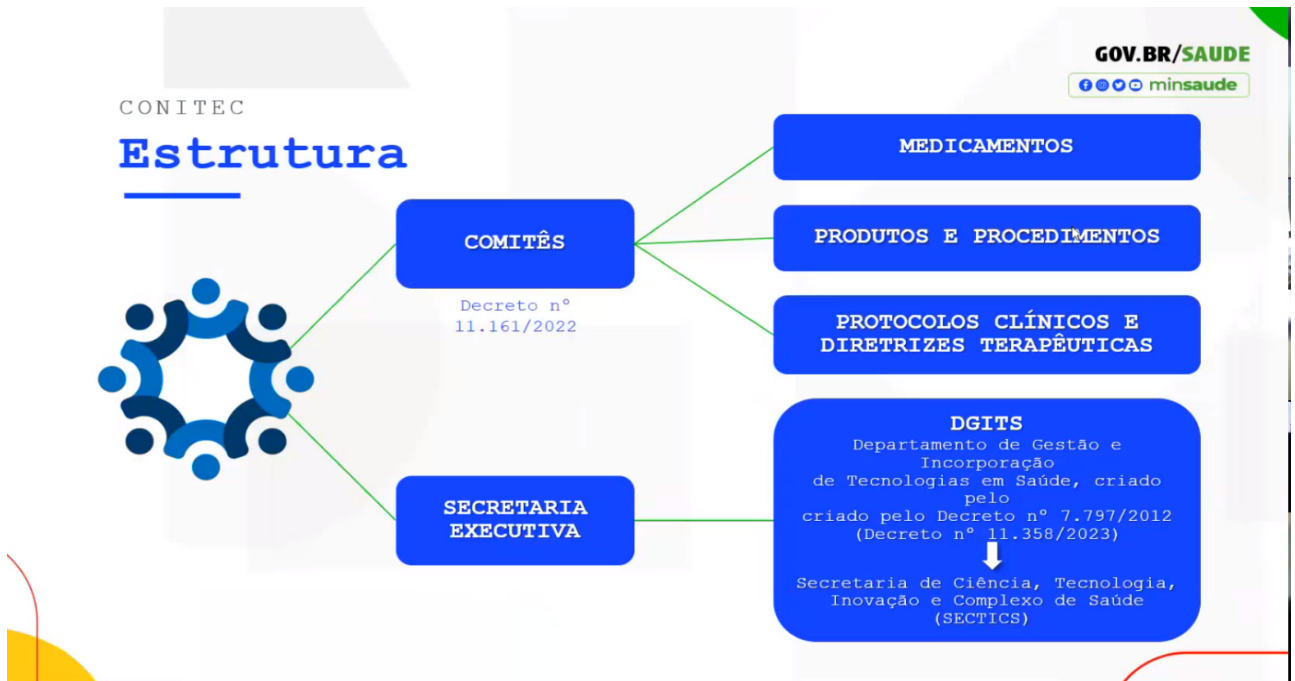 GOV.BR/SAUDE
minsaude
CONITEC
Estrutura
COMITÊS
Decreto nº
11.161/2022
MEDICAMENTOS
PRODUTOS E PROCEDIMENTOS
PROTOCOLOS CLÍNICOS E
DIRETRIZES TERAPÊUTICAS
SECRETARIA
EXECUTIVA
DGITS
Departamento de Gestão e
Incorporação
de Tecnologias em Saúde, criado
pelo
criado pelo Decreto nº 7.797/2012
(Decreto nº 11.358/2023)
Secretaria de Ciência, Tecnologia,
Inovação e Complexo de Saúde
(SECTICS)